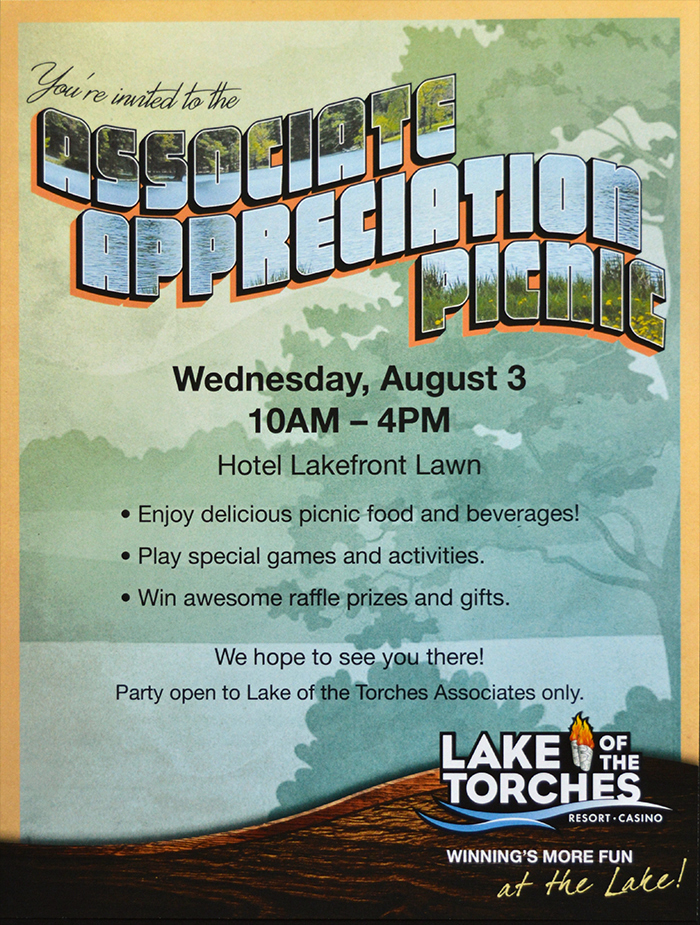 You're invited to the
ASSOCIATE
APPRECIATION
PICNIC
Wednesday, August 3
10AM – 4PM
Hotel Lakefront Lawn
• Enjoy delicious picnic food and beverages!
• Play special games and activities.
• Win awesome raffle prizes and gifts.
We hope to see you there!
Party open to Lake of the Torches Associates only.
LAKE OF THE
TORCHES
RESORT • CASINO
WINNING'S MORE FUN
at the Lake!